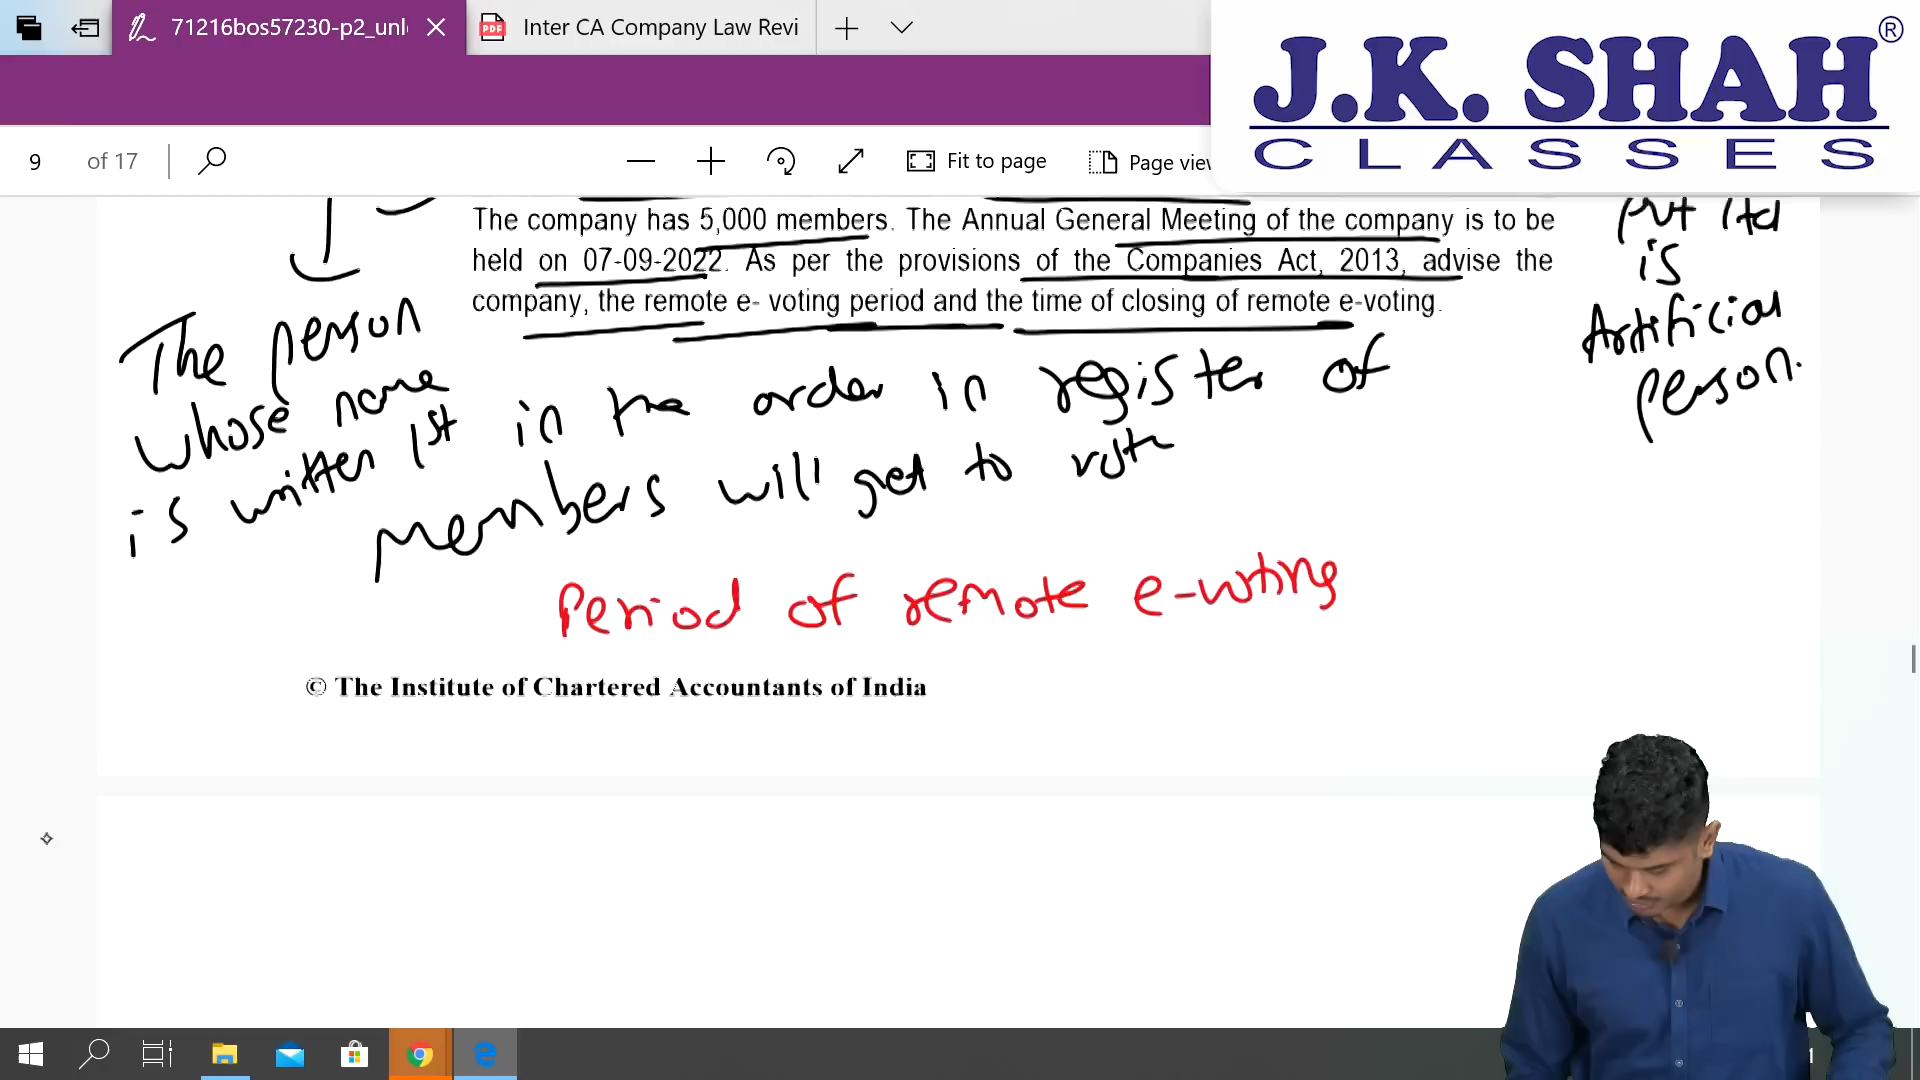 71216bos57230-p2_unl
Inter CA Company Law Revi
J.K. SHAH®
CLASSES
9 of 17
Fit to page
Page view
The company has 5,000 members. The Annual General Meeting of the company is to be
held on 07-09-2022. As per the provisions of the Companies Act, 2013, advise the
company, the remote e- voting period and the time of closing of remote e-voting.
pvt ltd
is
Artificial
person.
The person
whose name
is written 1st in the order in register of
members will get to vote
Period of remote e-voting
© The Institute of Chartered Accountants of India